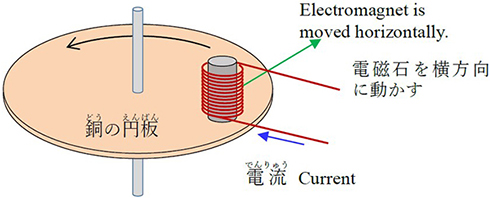 Electromagnet is
moved horizontally.
電磁石を横方向
に動かす
どう えんばん
銅の円板
でんりゅう
電流 Current